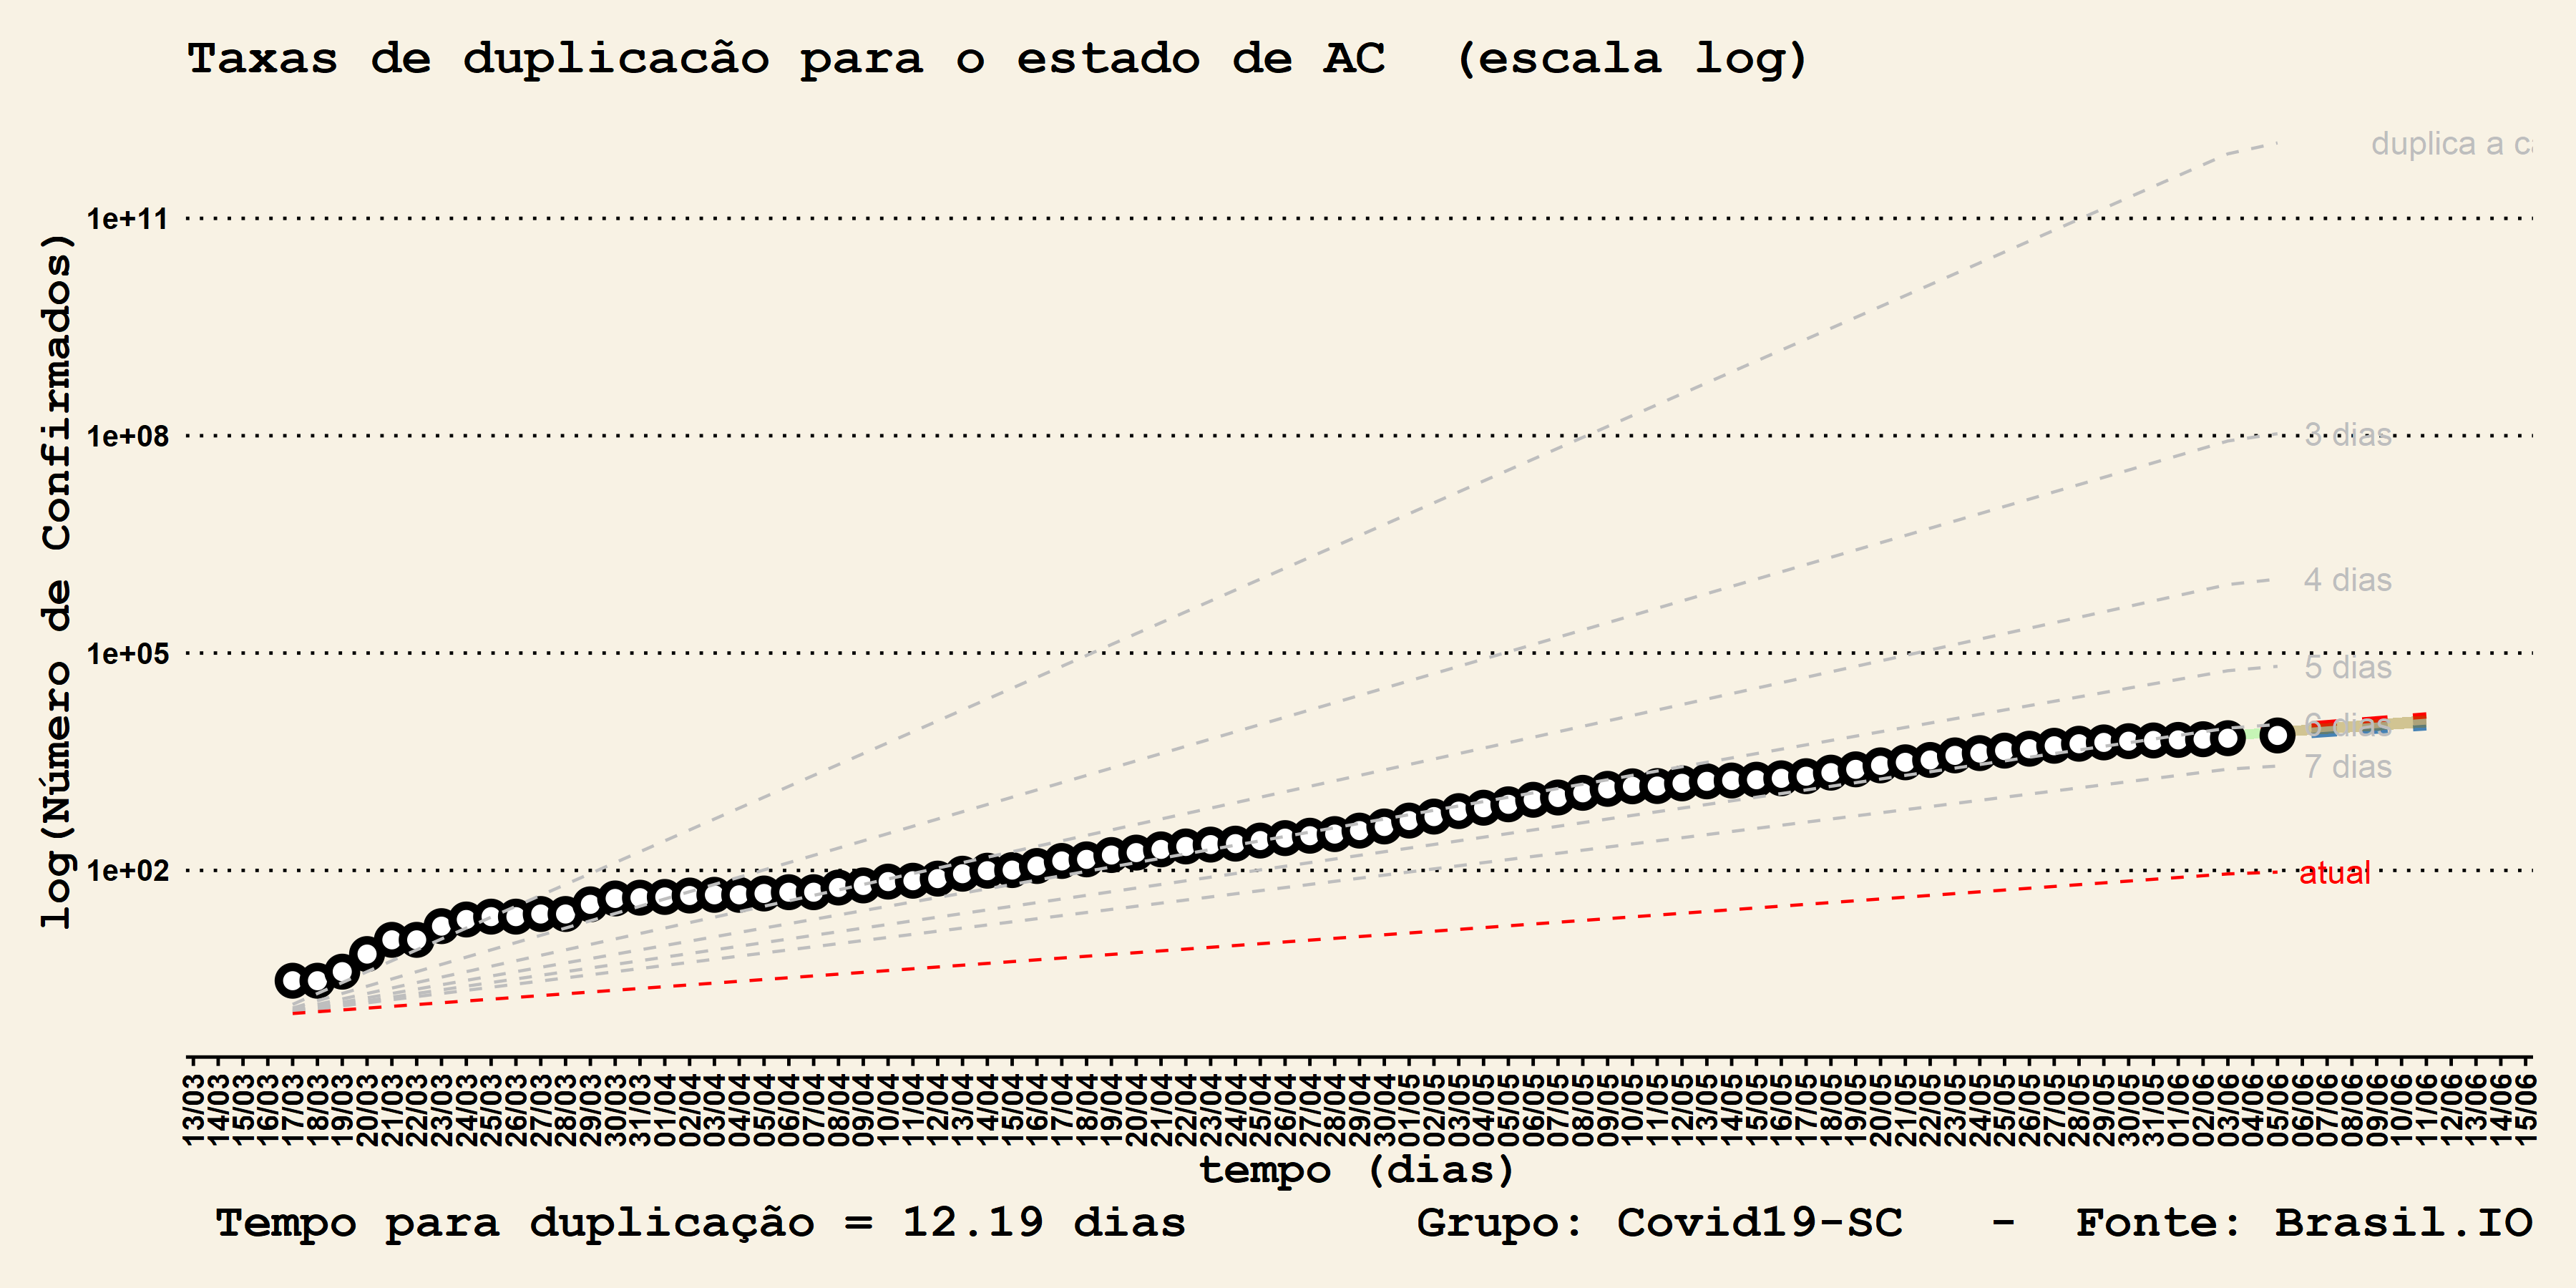 Taxas de duplicacão para o estado de AC  (escala log)
duplica a c
1e+11
1e+08
3 dias
4 dias
1e+05
5 dias
6 dias
7 dias
1e+02
atual
log(Número de Confirmados)
13/03 14/03 15/03 16/03 17/03 18/03 19/03 20/03 21/03 22/03 23/03 24/03 25/03 26/03 27/03 28/03 29/03 30/03 31/03 01/04 02/04 03/04 04/04 05/04 06/04 07/04 08/04 09/04 10/04 11/04 12/04 13/04 14/04 15/04 16/04 17/04 18/04 19/04 20/04 21/04 22/04 23/04 24/04 25/04 26/04 27/04 28/04 29/04 30/04 01/05 02/05 03/05 04/05 05/05 06/05 07/05 08/05 09/05 10/05 11/05 12/05 13/05 14/05 15/05 16/05 17/05 18/05 19/05 20/05 21/05 22/05 23/05 24/05 25/05 26/05 27/05 28/05 29/05 30/05 31/05 01/06 02/06 03/06 04/06 05/06 06/06 07/06 08/06 09/06 10/06 11/06 12/06 13/06 14/06 15/06
tempo (dias)
Tempo para duplicação = 12.19 dias
Grupo: Covid19-SC   -  Fonte: Brasil.IO